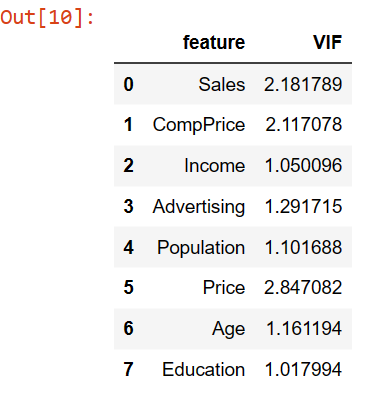 Out[10]:
feature VIF
0 Sales 2.181789
1 CompPrice 2.117078
2 Income 1.050096
3 Advertising 1.291715
4 Population 1.101688
5 Price 2.847082
6 Age 1.161194
7 Education 1.017994